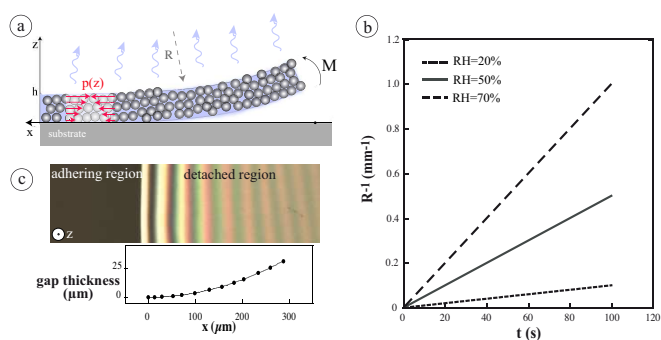 a
z
h
p(z)
R
M
x
substrate
c
adhering region
detached region
z
gap thickness
(µm)
25
0
0
100
200
300
x (µm)
b
RH=20%
RH=50%
RH=70%
R-1 (mm-1)
1.2
1.0
0.8
0.6
0.4
0.2
0
0
20
40
60
80
100
120
t (s)